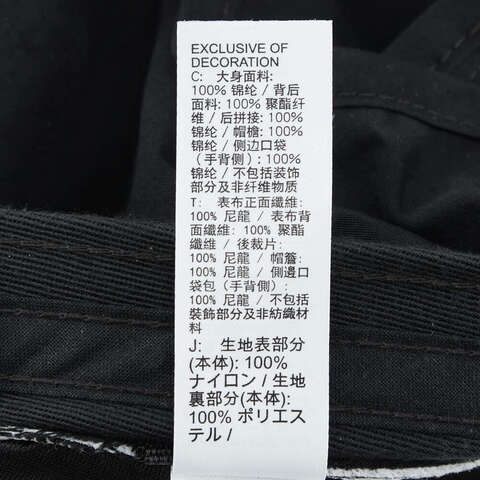 EXCLUSIVE OF
DECORATION
C: 大身面料:
100% 锦纶 / 背后
面料: 100% 聚酯纤
维 / 后拼接: 100%
锦纶 / 帽檐: 100%
锦纶 / 侧边口袋
(手背侧) : 100%
锦纶 / 不包括装饰
部分及非纤维物质
T: 表布正面纖維:
100% 尼龍 / 表布背
面纖維: 100% 聚酯
纖維 / 後裁片:
100% 尼龍 / 帽簷:
100% 尼龍 / 側邊口
袋包 (手背側) :
100% 尼龍 / 不包括
裝飾部分及非紡織材
料
J: 生地表部分
(本体): 100%
ナイロン / 生地
裏部分(本体):
100% ポリエス
テル /